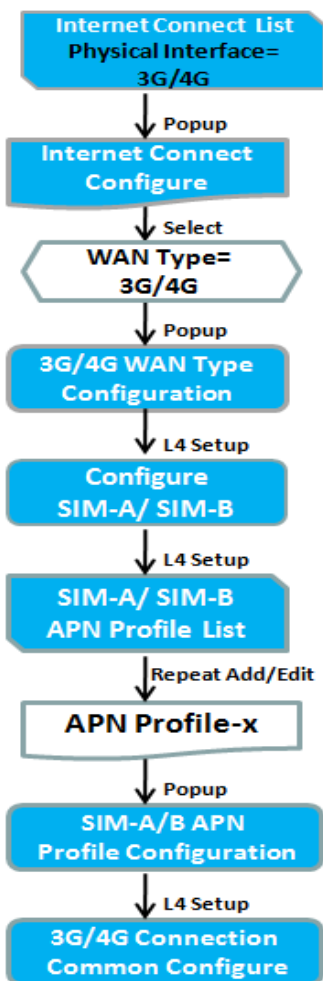 Internet Connect List
Physical Interface=
3G/4G
Popup
Internet Connect
Configure
Select
WAN Type=
3G/4G
Popup
3G/4G WAN Type
Configuration
L4 Setup
Configure
SIM-A/ SIM-B
L4 Setup
SIM-A/ SIM-B
APN Profile List
Repeat Add/Edit
APN Profile-x
Popup
SIM-A/B APN
Profile Configuration
L4 Setup
3G/4G Connection
Common Configure